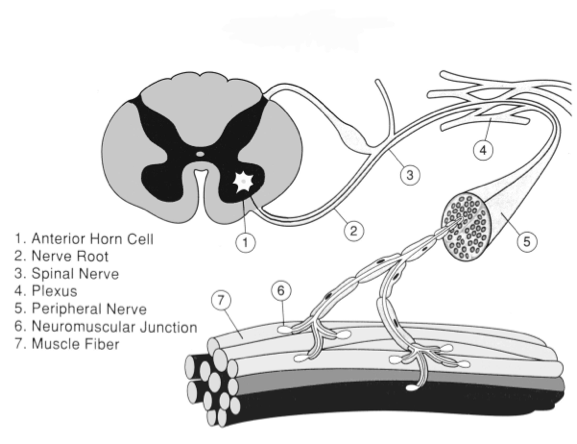 1
2
3
4
5
6
7
1. Anterior Horn Cell
2. Nerve Root
3. Spinal Nerve
4. Plexus
5. Peripheral Nerve
6. Neuromuscular Junction
7. Muscle Fiber